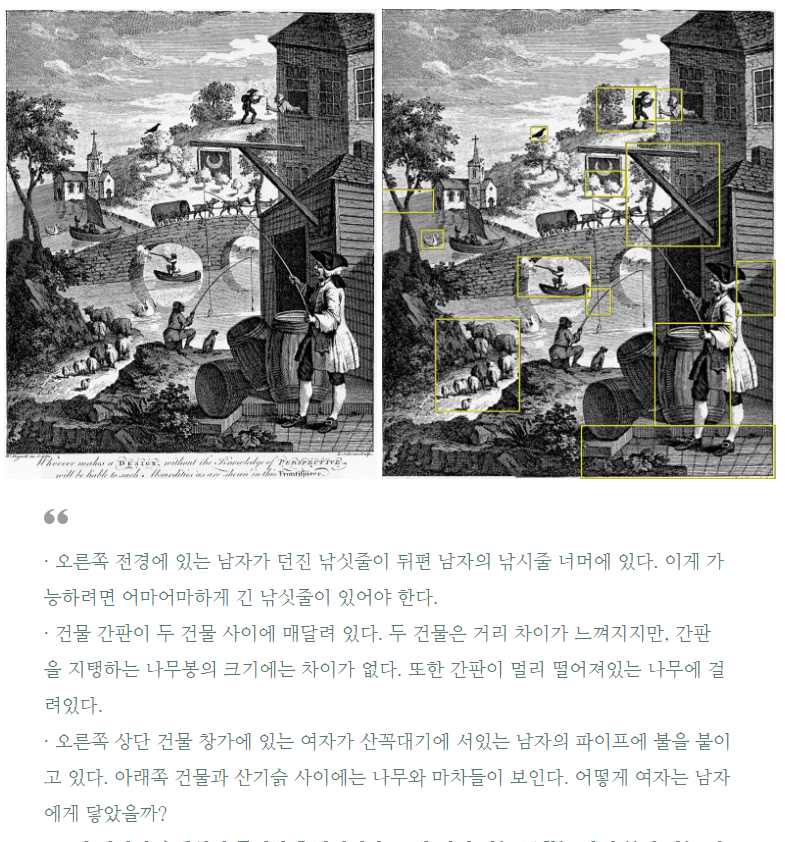 Whoever makes a DESIGN, without the Knowledge of PERSPECTIVE,
will be liable to such Absurdities as are shewn in this Frontispiece.
“
· 오른쪽 전경에 있는 남자가 던진 낚싯줄이 뒤편 남자의 낚시줄 너머에 있다. 이게 가
능하려면 어마어마하게 긴 낚싯줄이 있어야 한다.
· 건물 간판이 두 건물 사이에 매달려 있다. 두 건물은 거리 차이가 느껴지지만, 간판
을 지탱하는 나무봉의 크기에는 차이가 없다. 또한 간판이 멀리 떨어져있는 나무에 걸
려있다.
· 오른쪽 상단 건물 창가에 있는 여자가 산꼭대기에 서있는 남자의 파이프에 불을 붙이
고 있다. 아래쪽 건물과 산기슭 사이에는 나무와 마차들이 보인다. 어떻게 여자는 남자
에게 닿았을까?